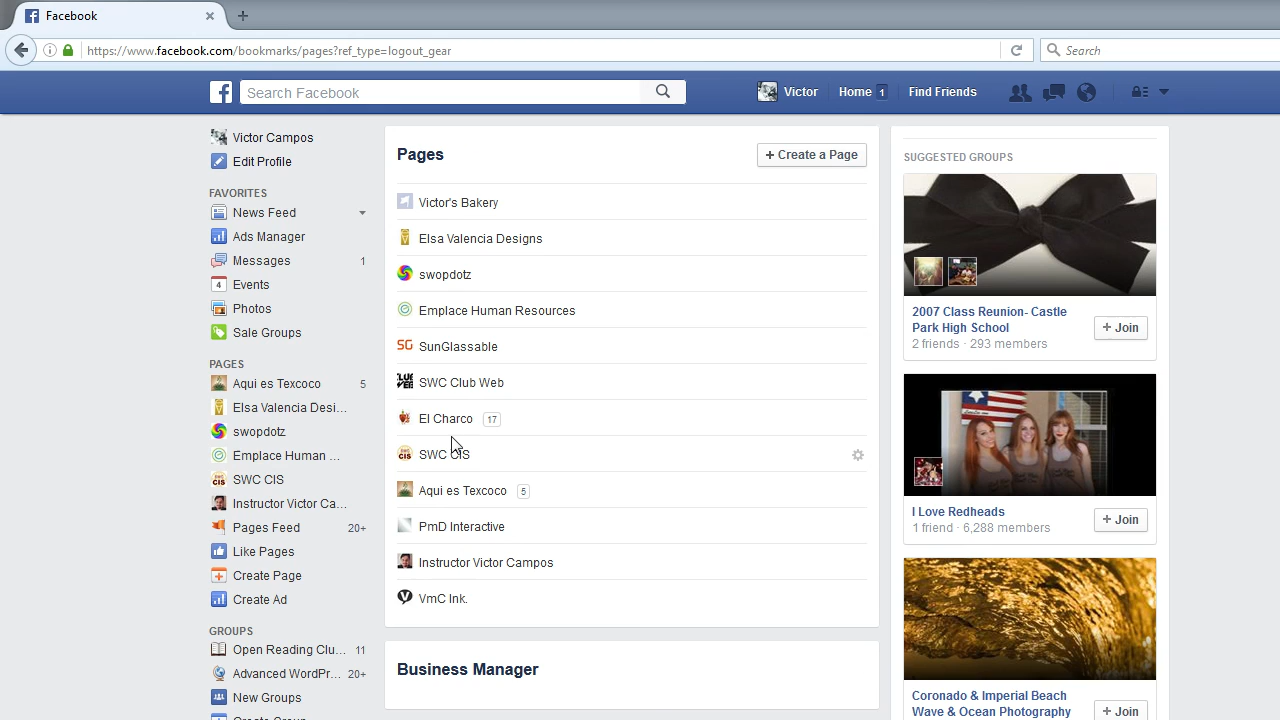 Facebook
https://www.facebook.com/bookmarks/pages?ref_type=logout_gear
Search
Search Facebook
Victor
Home 1
Find Friends
Victor Campos
Edit Profile
FAVORITES
News Feed
Ads Manager
Messages 1
4 Events
Photos
Sale Groups
PAGES
Aqui es Texcoco 5
Elsa Valencia Desi...
swopdotz
Emplace Human ...
SWC CIS
Instructor Victor Ca...
Pages Feed 20+
Like Pages
Create Page
Create Ad
GROUPS
Open Reading Clu... 11
Advanced WordPr... 20+
New Groups
Create Group
Pages
+ Create a Page
Victor's Bakery
Elsa Valencia Designs
swopdotz
Emplace Human Resources
SG SunGlassable
SWC Club Web
El Charco 17
SWC CIS
Aqui es Texcoco 5
PmD Interactive
Instructor Victor Campos
VmC Ink.
Business Manager
SUGGESTED GROUPS
2007 Class Reunion- Castle
Park High School
2 friends · 293 members
+ Join
I Love Redheads
1 friend · 6,288 members
+ Join
Coronado & Imperial Beach
Wave & Ocean Photography
+ Join